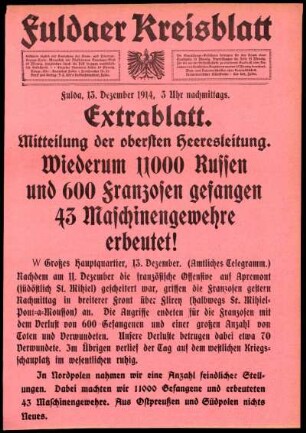 Fuldaer Kreisblatt
Fulda, 13. Dezember 1914, 3 Uhr nachmittags.
Extrablatt.
Mitteilung der obersten Heeresleitung.
Wiederum 11000 Russen
und 600 Franzosen gefangen
43 Maschinengewehre
erbeutet!
W Großes Hauptquartier, 13. Dezember. (Amtliches Telegramm.)
Nachdem am 11. Dezember die französische Offensive auf Apremont
(südöstlich St. Mihiel) gescheitert war, griffen die Franzosen gestern
Nachmittag in breiterer Front über Flirey (halbwegs St. Mihiel-
Pont-a-Mousson) an. Die Angriffe endeten für die Franzosen mit
dem Verlust von 600 Gefangenen und einer großen Anzahl von
Toten und Verwundeten. Unsere Verluste betrugen dabei etwa 70
Verwundete. Im Übrigen verlief der Tag auf dem westlichen Kriegs-
schauplatz im wesentlichen ruhig.
In Nordpolen nahmen wir eine Anzahl feindlicher Stel-
lungen. Dabei machten wir 11000 Gefangene und erbeuteten
43 Maschinengewehre. Aus Ostpreußen und Südpolen nichts
Neues.